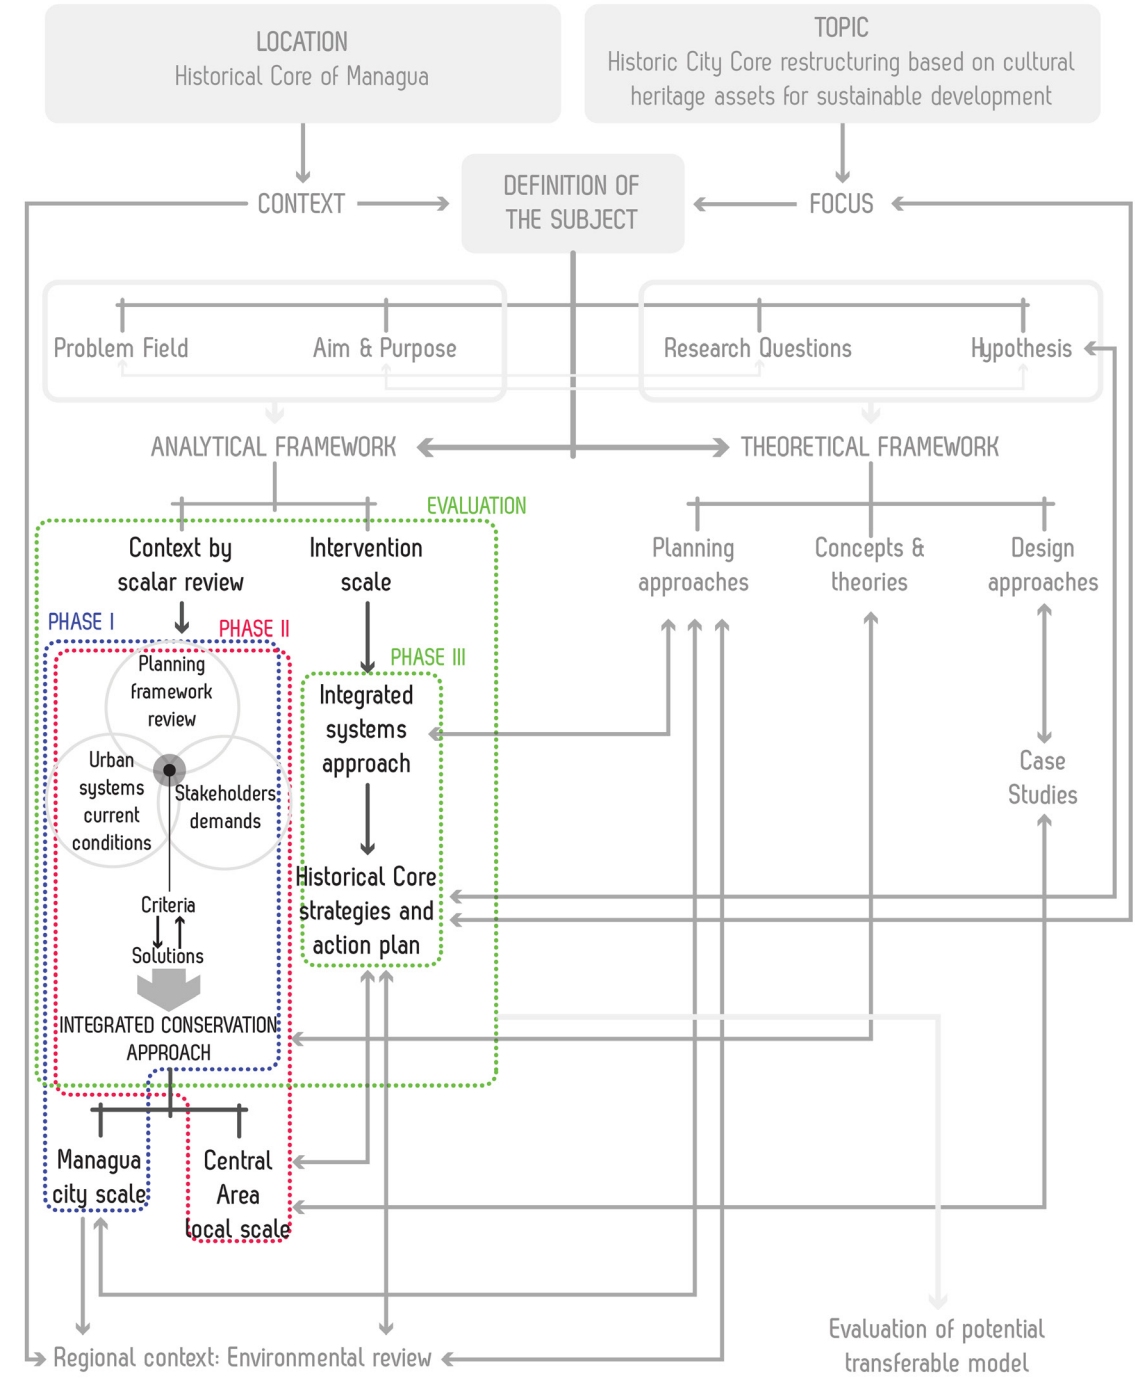 LOCATION
Historical Core of Managua
TOPIC
Historic City Core restructuring based on cultural
heritage assets for sustainable development
CONTEXT
DEFINITION OF
THE SUBJECT
FOCUS
Problem Field
Aim & Purpose
Research Questions
Hypothesis
ANALYTICAL FRAMEWORK
THEORETICAL FRAMEWORK
EVALUATION
Context by
scalar review
Intervention
scale
Planning
approaches
Concepts &
theories
Design
approaches
PHASE I
PHASE II
PHASE III
Planning
framework
review
Integrated
systems
approach
Urban
systems
current
conditions
Stakeholders
demands
Case
Studies
Historical Core
strategies and
action plan
Criteria
Solutions
INTEGRATED CONSERVATION
APPROACH
Managua
city scale
Central
Area
local scale
Regional context: Environmental review
Evaluation of potential
transferable model